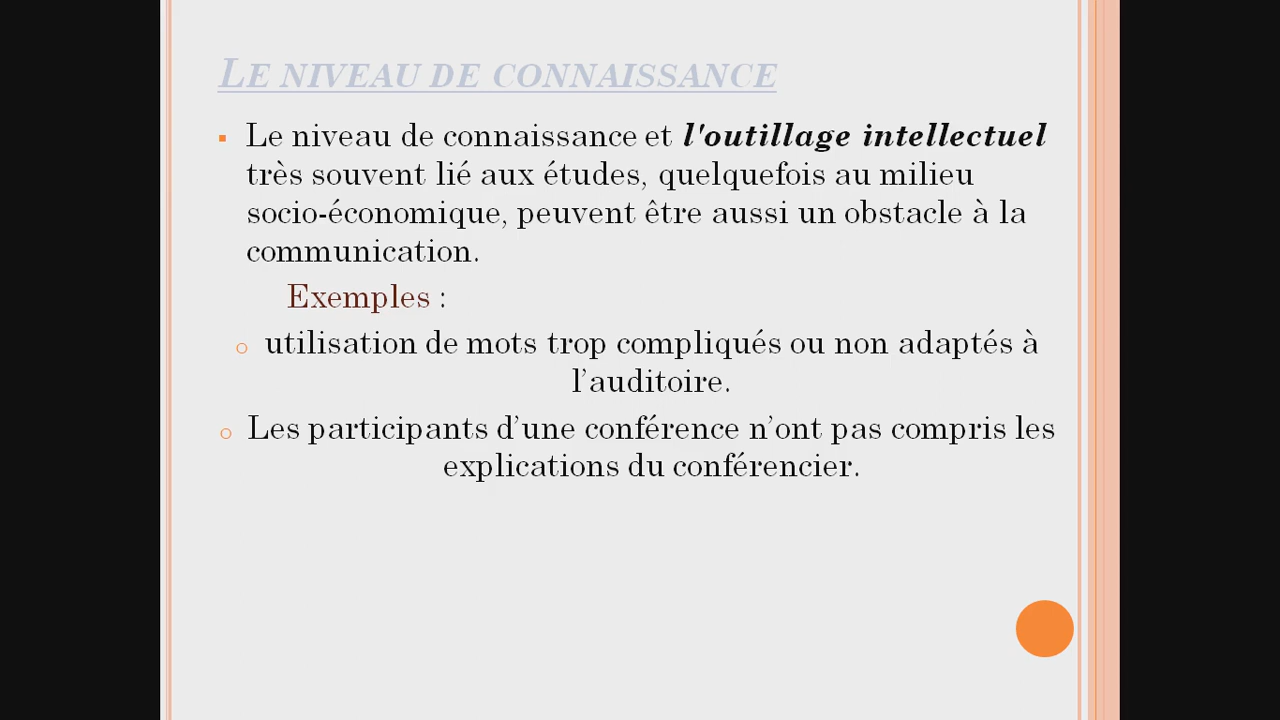 LE NIVEAU DE CONNAISSANCE
Le niveau de connaissance et l'outillage intellectuel
très souvent lié aux études, quelquefois au milieu
socio-économique, peuvent être aussi un obstacle à la
communication.
Exemples :
utilisation de mots trop compliqués ou non adaptés à
l’auditoire.
Les participants d’une conférence n’ont pas compris les
explications du conférencier.